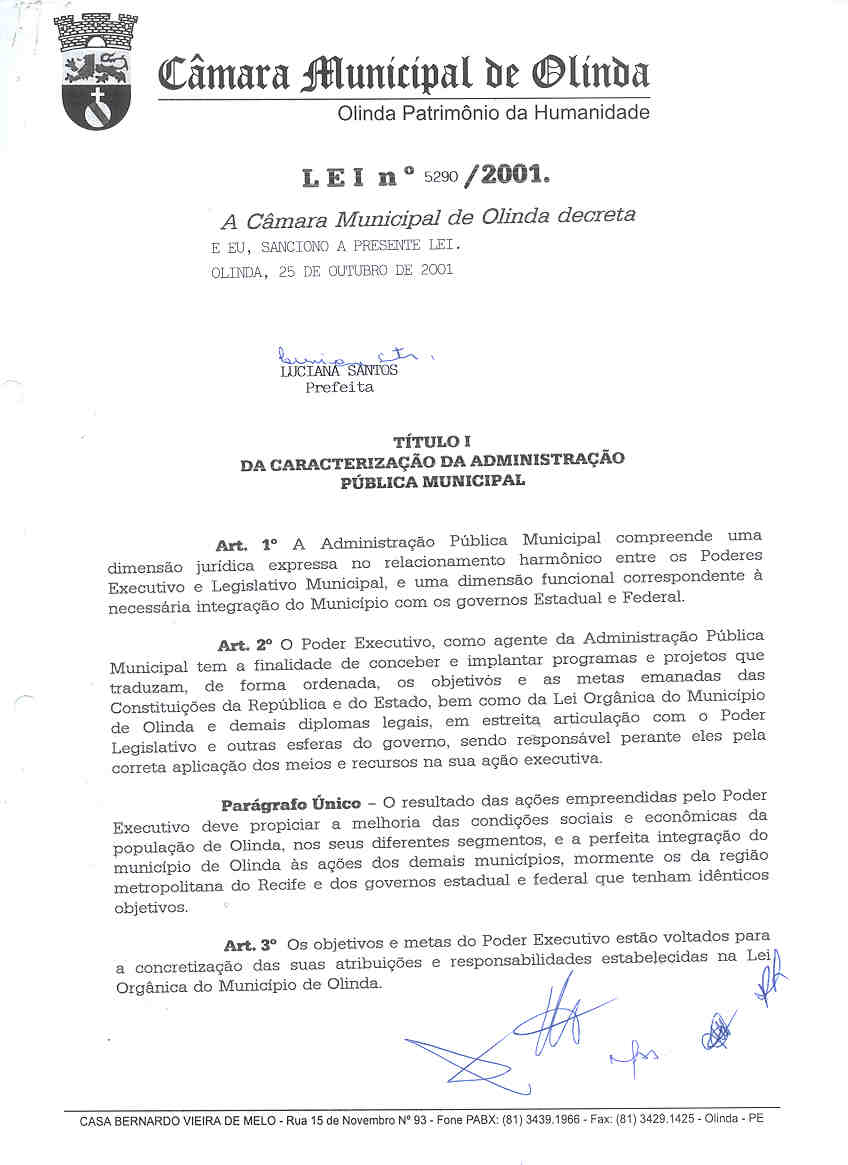 Câmara Municipal de Olinda
Olinda Patrimônio da Humanidade
LEI nº 5290/2001.
A Câmara Municipal de Olinda decreta
E EU, SANCIONO A PRESENTE LEI.
OLINDA, 25 DE OUTUBRO DE 2001
LUCIANA SANTOS
Prefeita
TÍTULO I
DA CARACTERIZAÇÃO DA ADMINISTRAÇÃO
PÚBLICA MUNICIPAL
Art. 1º A Administração Pública Municipal compreende uma
dimensão jurídica expressa no relacionamento harmônico entre os Poderes
Executivo e Legislativo Municipal, e uma dimensão funcional correspondente à
necessária integração do Município com os governos Estadual e Federal.
Art. 2º O Poder Executivo, como agente da Administração Pública
Municipal tem a finalidade de conceber e implantar programas e projetos que
traduzam, de forma ordenada, os objetivos e as metas emanadas das
Constituições da República e do Estado, bem como da Lei Orgânica do Município
de Olinda e demais diplomas legais, em estreita articulação com o Poder
Legislativo e outras esferas do governo, sendo responsável perante eles pela
correta aplicação dos meios e recursos na sua ação executiva.
Parágrafo Único – O resultado das ações empreendidas pelo Poder
Executivo deve propiciar a melhoria das condições sociais e econômicas da
população de Olinda, nos seus diferentes segmentos, e a perfeita integração do
município de Olinda às ações dos demais municípios, mormente os da região
metropolitana do Recife e dos governos estadual e federal que tenham idênticos
objetivos.
Art. 3º Os objetivos e metas do Poder Executivo estão voltados para
a concretização das suas atribuições e responsabilidades estabelecidas na Lei
Orgânica do Município de Olinda.
CASA BERNARDO VIEIRA DE MELO - Rua 15 de Novembro Nº 93 - Fone PABX: (81) 3439.1966 - Fax: (81) 3429.1425 - Olinda - PE